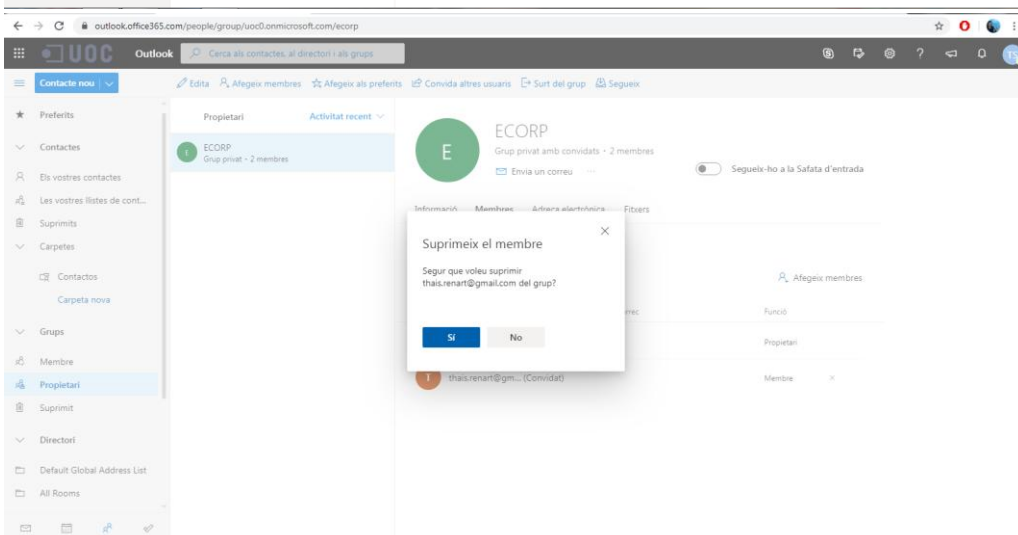 outlook.office365.com/people/group/uoc0.onmicrosoft.com/ecorp
UOC Outlook Cerca als contactes, al directori i als grups
Contacte nou Edita Afegeix membres Afegeix als preferits Convida altres usuaris Surt del grup Segueix
Preferits
Contactes
Els vostres contactes
Les vostres llistes de cont...
Suprimits
Carpetes
Contactos
Carpeta nova
Grups
Membre
Propietari
Suprimit
Directori
Default Global Address List
All Rooms
Propietari Activitat recent
E
ECORP
Grup privat • 2 membres
E
ECORP
Grup privat amb convidats • 2 membres
Envia un correu ...
Segueix-ho a la Safata d'entrada
Informació Membres Adreça electrònica Fitxers
Suprimeix el membre
Segur que voleu suprimir
thais.renart@gmail.com del grup?
Sí No
Afegeix membres
Funció
Propietari
T thais.renart@gm... (Convidat) Membre
TS